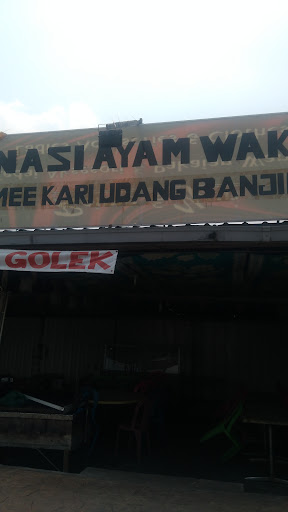 NASI AYAM WAK
MEE KARI UDANG BANJI
GOLEK